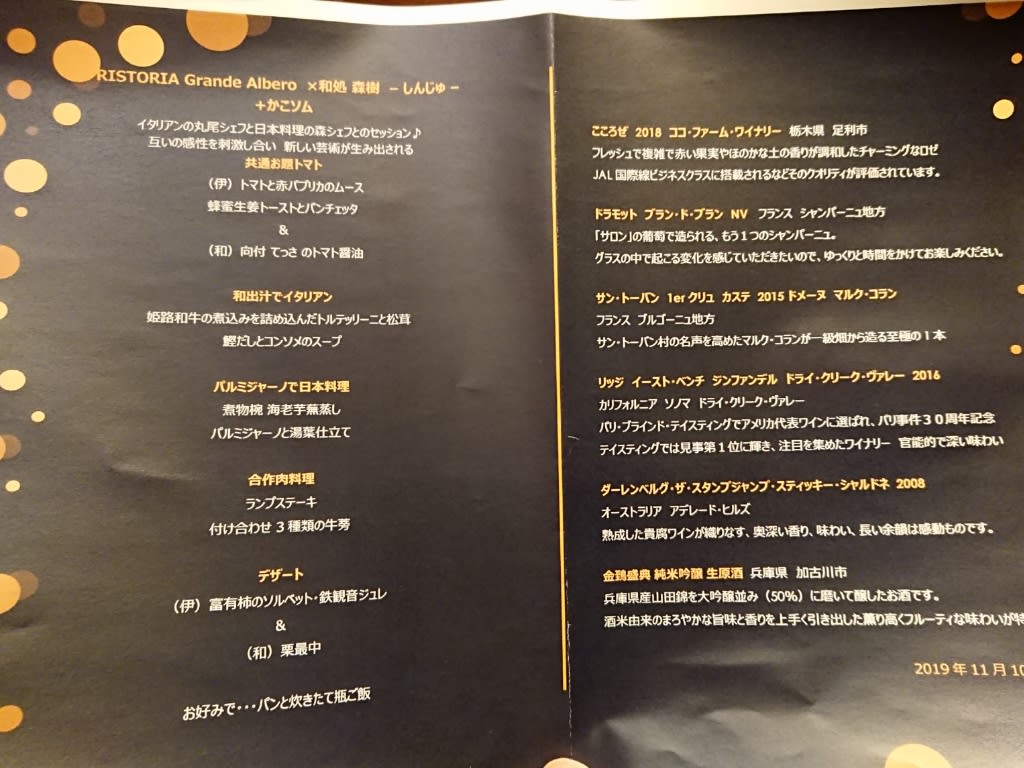 RISTORIA Grande Albero ×和処 森樹 －しんじゅ－
＋かこソム
イタリアンの丸尾シェフと日本料理の森シェフとのセッション♪
互いの感性を刺激し合い 新しい芸術が生み出される
共通お題トマト
（伊）トマトと赤パプリカのムース
蜂蜜生姜トーストとパンチェッタ
＆
（和）向付 てっさ のトマト醤油
和出汁でイタリアン
姫路和牛の煮込みを詰め込んだトルテッリーニと松茸
鰹だしとコンソメのスープ
パルミジャーノで日本料理
煮物椀 海老芋蕪蒸し
パルミジャーノと湯葉仕立て
合作肉料理
ランプステーキ
付け合わせ 3 種類の牛蒡
デザート
（伊）富有柿のソルベット・鉄観音ジュレ
＆
（和）栗最中
お好みで・・・パンと炊きたて瓶ご飯
こころぜ 2018 ココ・ファーム・ワイナリー 栃木県 足利市
フレッシュで複雑で赤い果実やほのかな土の香りが調和したチャーミングなロゼ
JAL 国際線ビジネスクラスに搭載されるなどそのクオリティが評価されています。
ドラモット ブラン・ド・ブラン NV フランス シャンパーニュ地方
「サロン」の葡萄で造られる、もう１つのシャンパーニュ。
グラスの中で起こる変化を感じていただきたいので、ゆっくりと時間をかけてお楽しみください。
サン・トーバン 1er クリュ カステ 2015 ドメーヌ マルク・コラン
フランス ブルゴーニュ地方
サン・トーバン村の名声を高めたマルク・コランが一級畑から造る至極の１本
リッジ イースト・ベンチ ジンファンデル ドライ・クリーク・ヴァレー 2016
カリフォルニア ソノマ ドライ・クリーク・ヴァレー
パリ・ブラインド・テイスティングでアメリカ代表ワインに選ばれ、パリ事件３０周年記念
テイスティングでは見事第１位に輝き、注目を集めたワイナリー 官能的で深い味わい
ダーレンベルグ・ザ・スタンプジャンプ・スティッキー・シャルドネ 2008
オーストラリア アデレード・ヒルズ
熟成した貴腐ワインが織りなす、奥深い香り、味わい、長い余韻は感動ものです。
金鵄盛典 純米吟醸 生原酒 兵庫県 加古川市
兵庫県産山田錦を大吟醸並み（50％）に磨いて醸したお酒です。
酒米由来のまろやかな旨味と香りを上手く引き出した薫り高くフルーティな味わいが特
2019 年 11 月 10